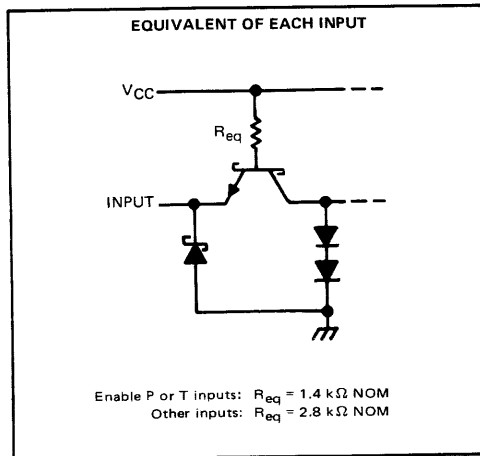 EQUIVALENT OF EACH INPUT
VCC
Req
INPUT
Enable P or T inputs: Req = 1.4 kΩ NOM
Other inputs: Req = 2.8 kΩ NOM